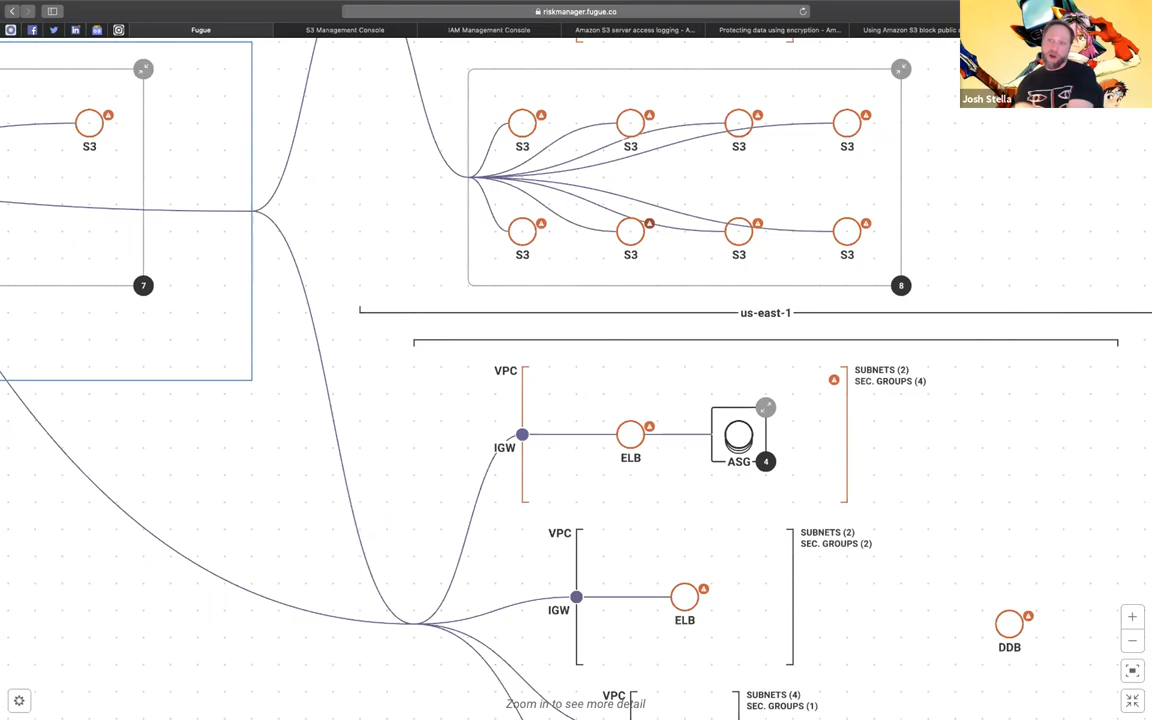 riskmanager.fugue.co
Fugue
S3 Management Console
IAM Management Console
Amazon S3 server access logging – A...
Protecting data using encryption – Am...
Using Amazon S3 block public
Josh Stella
S3
S3
S3
S3
S3
S3
S3
S3
S3
7
8
us-east-1
VPC
SUBNETS (2)
SEC. GROUPS (4)
IGW
ELB
ASG
4
VPC
SUBNETS (2)
SEC. GROUPS (2)
IGW
ELB
DDB
VPC
SUBNETS (4)
SEC. GROUPS (1)
Zoom in to see more detail